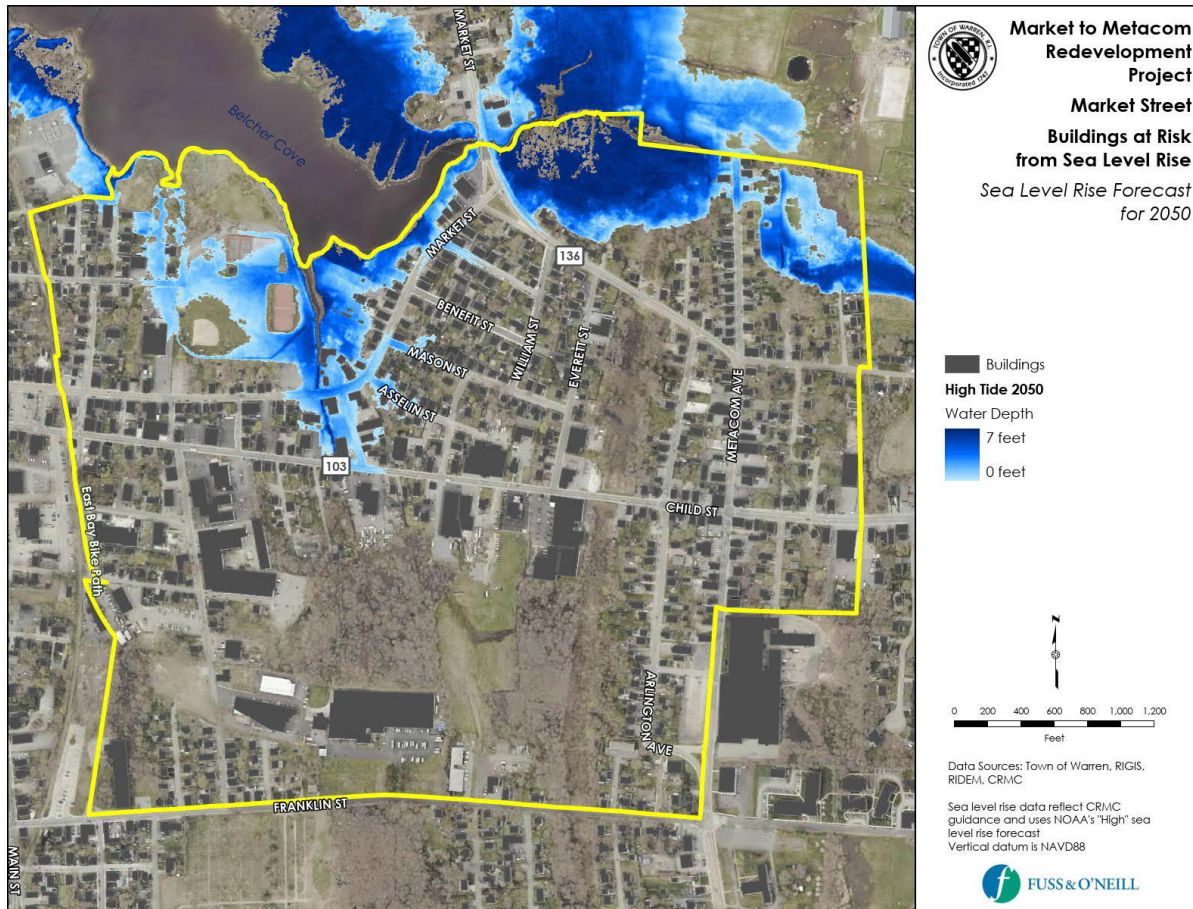 Market to Metacom
Redevelopment
Project
Market Street
Buildings at Risk
from Sea Level Rise
Sea Level Rise Forecast
for 2050
TOWN OF WARREN, R.I.
Incorporated 1747
Buildings
High Tide 2050
Water Depth
7 feet
0 feet
MARKET ST
Belcher Cove
MARKET ST
136
BENEFIT ST
WILLIAM ST
EVERETT ST
MASON ST
ASSELIN ST
METACOM AVE
103
CHILD ST
East Bay Bike Path
ARLINGTON
AVE
FRANKLIN ST
MAIN ST
N
0 200 400 600 800 1,000 1,200
Feet
Data Sources: Town of Warren, RIGIS,
RIDEM, CRMC
Sea level rise data reflect CRMC
guidance and uses NOAA's "High" sea
level rise forecast
Vertical datum is NAVD88
f
FUSS & O'NEILL